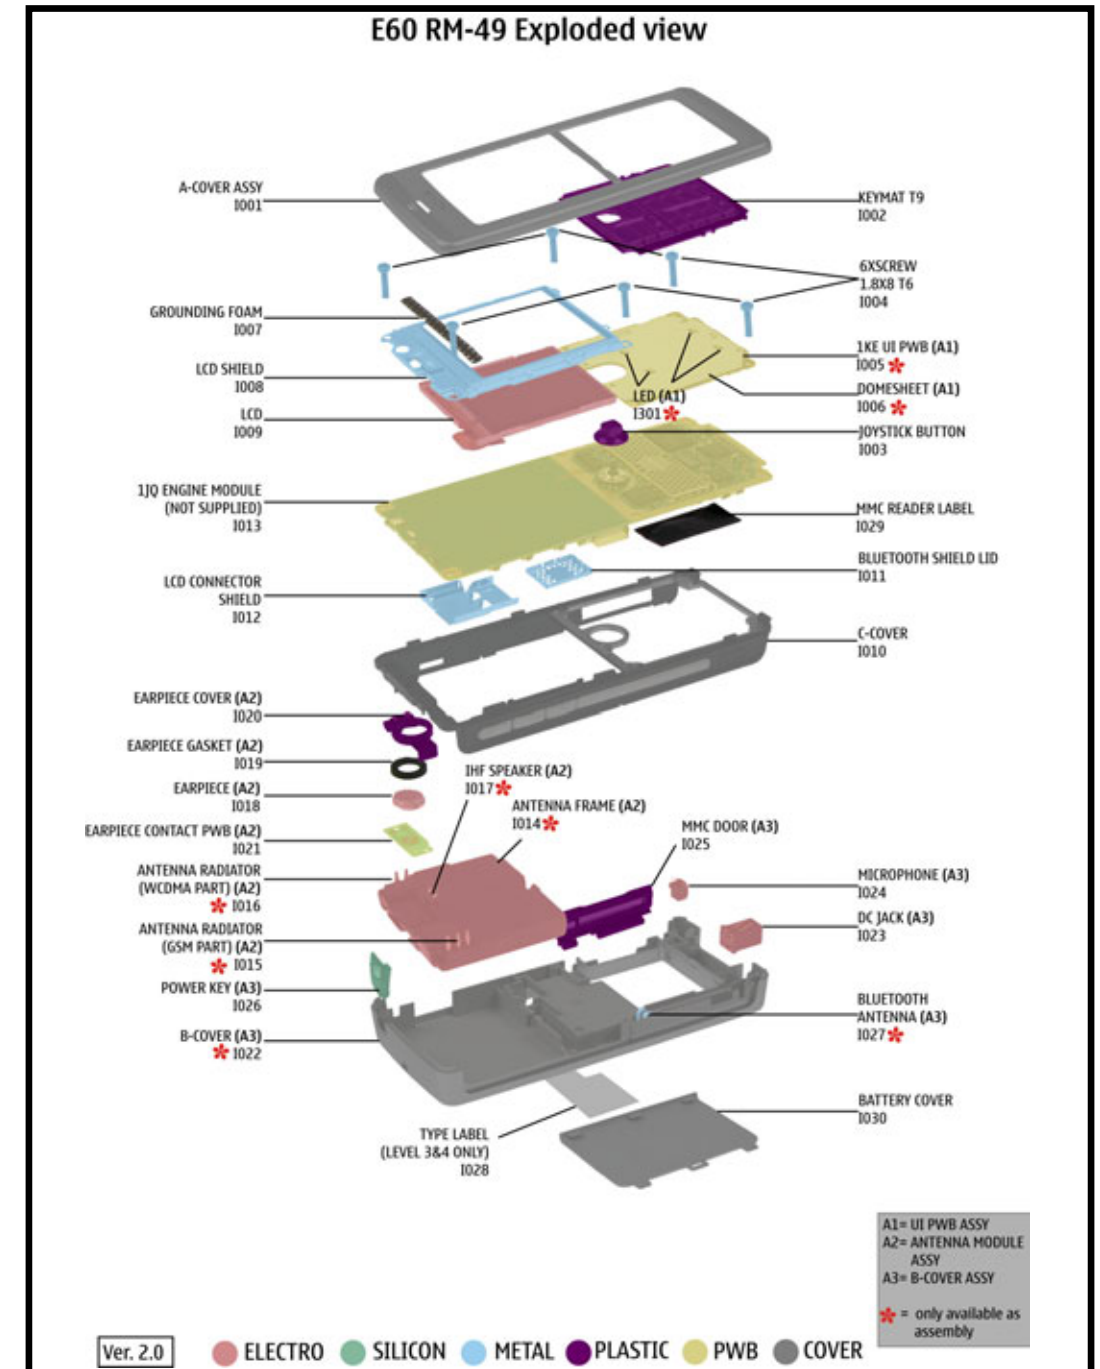 E60 RM-49 Exploded view
A-COVER ASSY
I001
KEYMAT T9
I002
6XSCREW
1.8X8 T6
I004
GROUNDING FOAM
I007
1KE UI PWB (A1)
I005 *
LCD SHIELD
I008
DOMESHEET (A1)
I006 *
LED (A1)
I301 *
LCD
I009
JOYSTICK BUTTON
I003
1JQ ENGINE MODULE
(NOT SUPPLIED)
I013
MMC READER LABEL
I029
BLUETOOTH SHIELD LID
I011
LCD CONNECTOR
SHIELD
I012
C-COVER
I010
EARPIECE COVER (A2)
I020
EARPIECE GASKET (A2)
I019
IHF SPEAKER (A2)
I017 *
EARPIECE (A2)
I018
ANTENNA FRAME (A2)
I014 *
EARPIECE CONTACT PWB (A2)
I021
MMC DOOR (A3)
I025
ANTENNA RADIATOR
(WCDMA PART) (A2)
* I016
MICROPHONE (A3)
I024
DC JACK (A3)
I023
ANTENNA RADIATOR
(GSM PART) (A2)
* I015
POWER KEY (A3)
I026
BLUETOOTH
ANTENNA (A3)
I027 *
B-COVER (A3)
* I022
BATTERY COVER
I030
TYPE LABEL
(LEVEL 3&4 ONLY)
I028
A1= UI PWB ASSY
A2= ANTENNA MODULE
ASSY
A3= B-COVER ASSY
* = only available as
assembly
Ver. 2.0
ELECTRO SILICON METAL PLASTIC PWB COVER